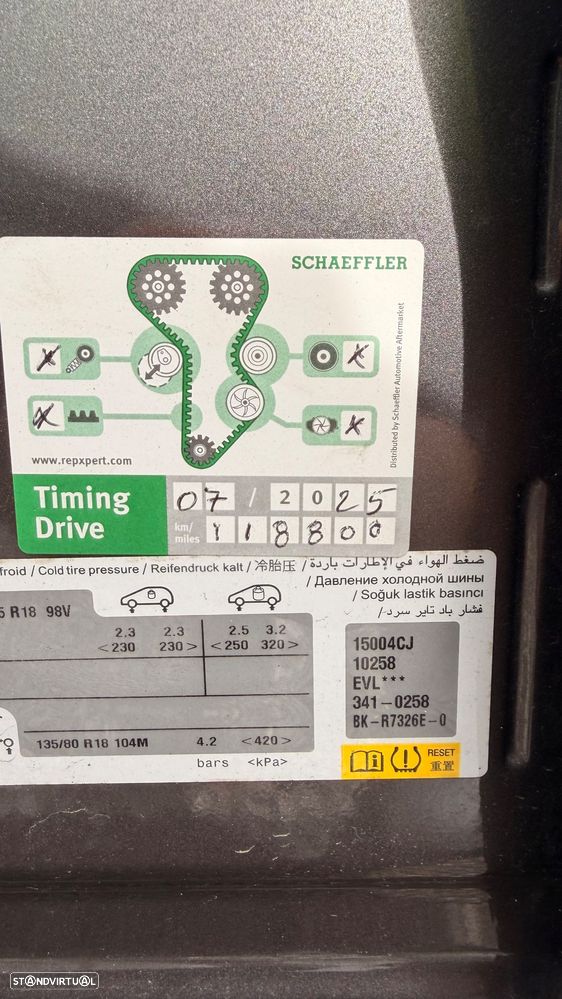 SCHAEFFLER
Distributed by Schaeffler Automotive Aftermarket
www.repxpert.com
Timing
Drive
07 / 2025
km/
miles
118800
froid / Cold tire pressure / Reifendruck kalt / 冷胎压 / ضغط الهواء في الإطارات باردة
/ Давление холодной шины
/ Soğuk lastik basıncı
فشار باد تایر سرد/-
5 R18 98V
2.3 2.3 2.5 3.2
<230 230> <250 320>
135/80 R18 104M 4.2 <420>
bars <kPa>
15004CJ
10258
EVL***
341-0258
BK-R7326E-0
RESET
重置
STANDVIRTUAL